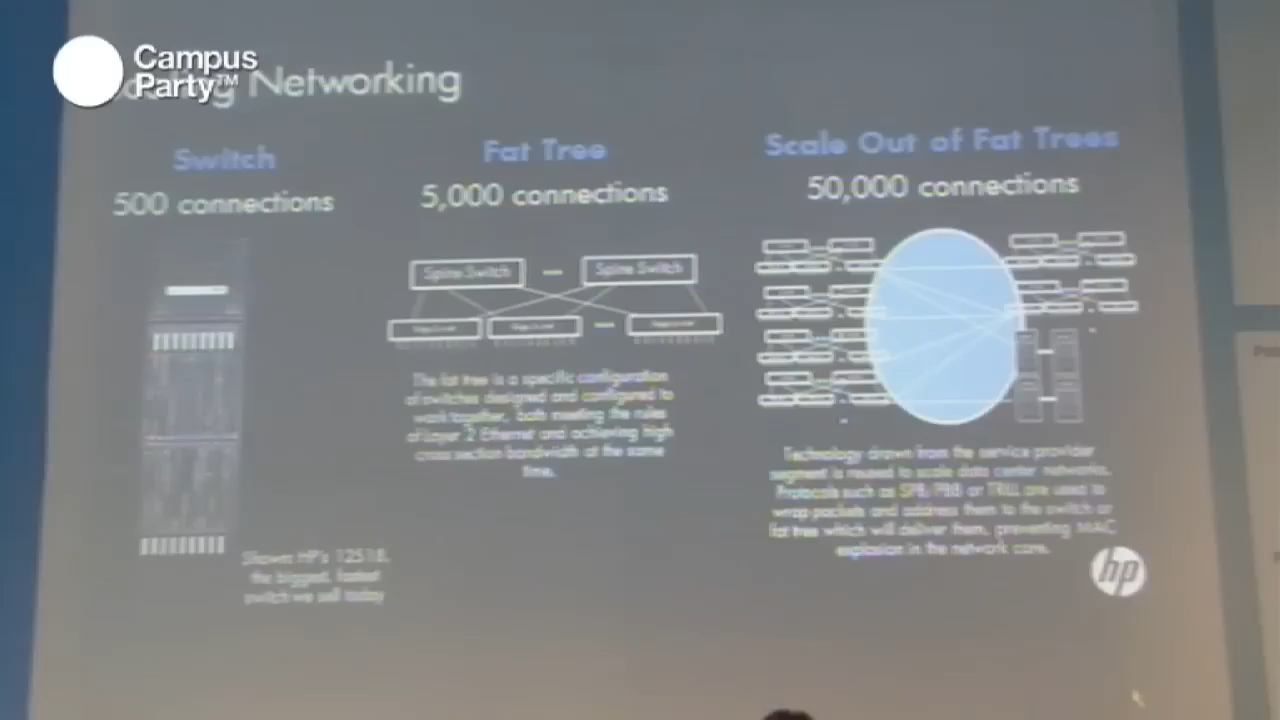 Campus
Party™
Networking
Switch
500 connections
Shown HP's 12518,
the biggest, fastest
switch we sell today
Fat Tree
5,000 connections
Spine Switch
Spine Switch
The fat tree is a specific configuration
of switches designed and configured to
work together, both meeting the rules
of Layer 2 Ethernet and achieving high
cross section bandwidth at the same
time.
Scale Out of Fat Trees
50,000 connections
Technology drawn from the service provider
segment is reused to scale data center networks.
Protocols such as SPB, PBB or TRILL are used to
wrap packets and address them to the switch or
fat tree which will deliver them, preventing MAC
explosion in the network core.
hp